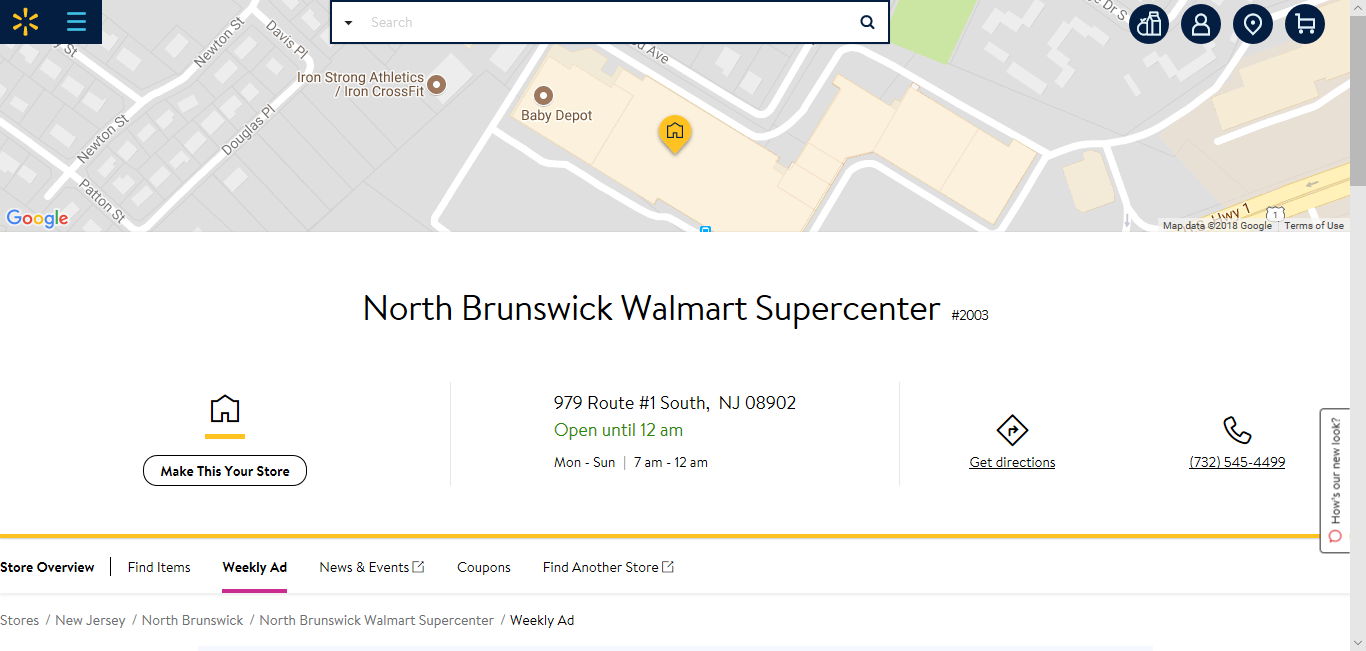 Search
Newton St
Davis Pl
Iron Strong Athletics
/ Iron CrossFit
Baby Depot
Newton St
Douglas Pl
Patton St
Google
Hwy 1
1
Map data ©2018 Google
Terms of Use
North Brunswick Walmart Supercenter #2003
979 Route #1 South, NJ 08902
Open until 12 am
Mon - Sun | 7 am - 12 am
Make This Your Store
Get directions
(732) 545-4499
How's our new look?
Store Overview
Find Items
Weekly Ad
News & Events
Coupons
Find Another Store
Stores / New Jersey / North Brunswick / North Brunswick Walmart Supercenter / Weekly Ad